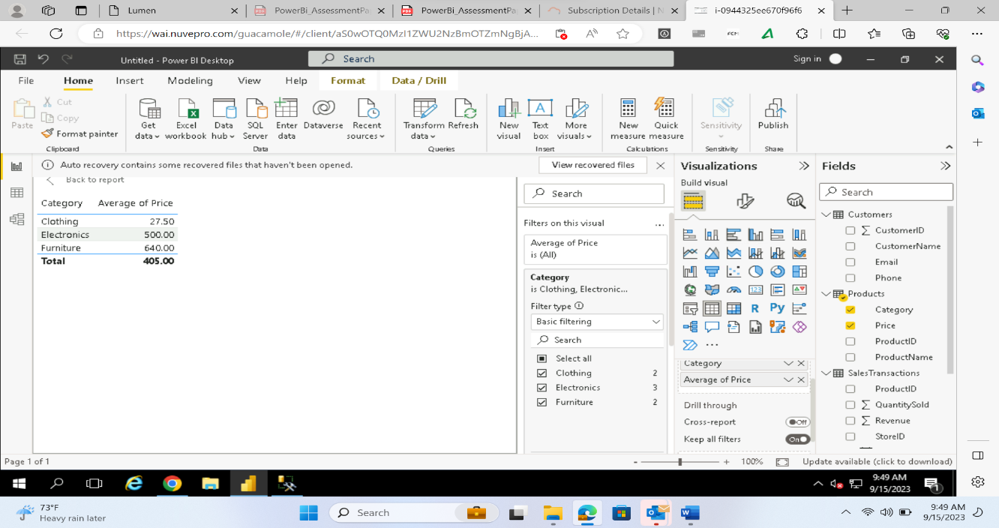 Lumen
PowerBi_AssessmentPa
PowerBi_AssessmentPa
Subscription Details | N
i-0944325ee670f96f6
https://wai.nuvepro.com/guacamole/#/client/aS0wOTQ0MzI1ZWU2NzBmOTZmNgBjA...
Untitled - Power BI Desktop
Search
Sign in
File Home Insert Modeling View Help Format Data / Drill
Paste
Cut
Copy
Format painter
Get data
Excel workbook
Data hub
SQL Server
Enter data
Dataverse
Recent sources
Transform data
Refresh
New visual
Text box
More visuals
New measure
Quick measure
Sensitivity
Publish
Clipboard
Data
Queries
Insert
Calculations
Sensitivity
Share
Auto recovery contains some recovered files that haven't been opened.
View recovered files
Back to report
Category Average of Price
Clothing 27.50
Electronics 500.00
Furniture 640.00
Total 405.00
Search
Filters on this visual
Average of Price
is (All)
Category
is Clothing, Electronic...
Filter type
Basic filtering
Search
Select all
Clothing 2
Electronics 3
Furniture 2
Visualizations
Build visual
R
Py
123
Category
Average of Price
Drill through
Cross-report Off
Keep all filters On
Fields
Search
Customers
CustomerID
CustomerName
Email
Phone
Products
Category
Price
ProductID
ProductName
SalesTransactions
ProductID
QuantitySold
Revenue
StoreID
Page 1 of 1
100%
Update available (click to download)
9:49 AM
9/15/2023
1
73°F
Heavy rain later
Search
9:49 AM
9/15/2023